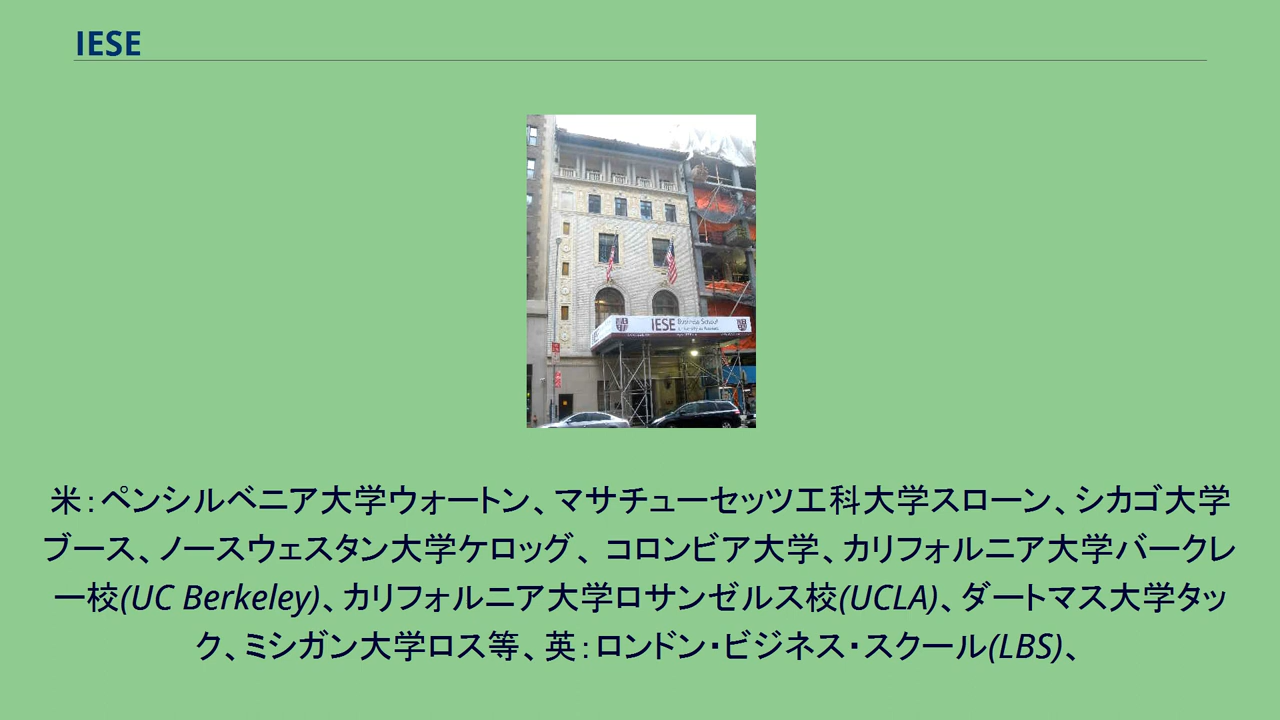 IESE
IESE Business School
米：ペンシルベニア大学ウォートン、マサチューセッツ工科大学スローン、シカゴ大学
ブース、ノースウェスタン大学ケロッグ、コロンビア大学、カリフォルニア大学バークレ
ー校(UC Berkeley)、カリフォルニア大学ロサンゼルス校(UCLA)、ダートマス大学タッ
ク、ミシガン大学ロス等、英：ロンドン・ビジネス・スクール(LBS)、